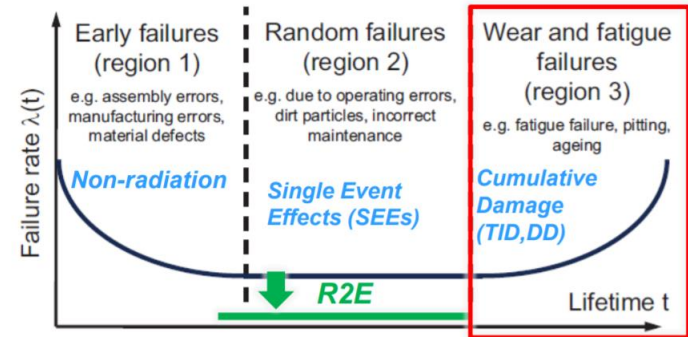 Failure rate λ(t)
Early failures
(region 1)
e.g. assembly errors,
manufacturing errors,
material defects
Non-radiation
Random failures
(region 2)
e.g. due to operating errors,
dirt particles, incorrect
maintenance
Single Event
Effects (SEEs)
R2E
Wear and fatigue
failures
(region 3)
e.g. fatigue failure, pitting,
ageing
Cumulative
Damage
(TID,DD)
Lifetime t